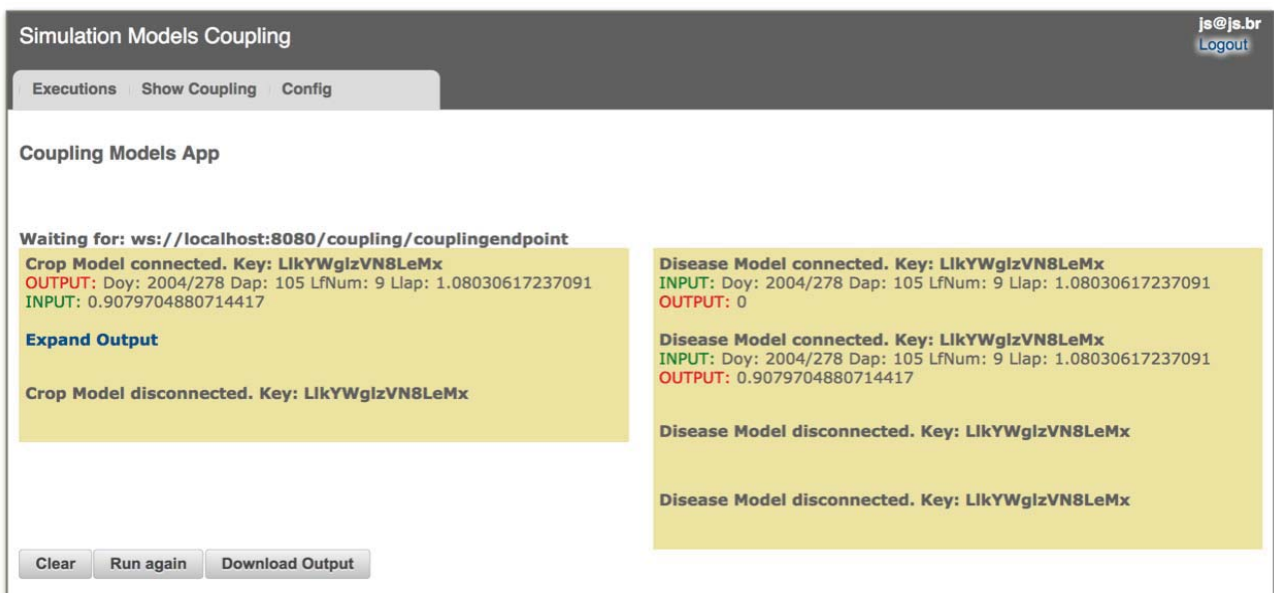 Simulation Models Coupling
js@js.br
Logout
Executions Show Coupling Config
Coupling Models App
Waiting for: ws://localhost:8080/coupling/couplingendpoint
Crop Model connected. Key: LlkYWglzVN8LeMx
OUTPUT: Doy: 2004/278 Dap: 105 LfNum: 9 Llap: 1.08030617237091
INPUT: 0.9079704880714417
Expand Output
Crop Model disconnected. Key: LlkYWglzVN8LeMx
Disease Model connected. Key: LlkYWglzVN8LeMx
INPUT: Doy: 2004/278 Dap: 105 LfNum: 9 Llap: 1.08030617237091
OUTPUT: 0
Disease Model connected. Key: LlkYWglzVN8LeMx
INPUT: Doy: 2004/278 Dap: 105 LfNum: 9 Llap: 1.08030617237091
OUTPUT: 0.9079704880714417
Disease Model disconnected. Key: LlkYWglzVN8LeMx
Disease Model disconnected. Key: LlkYWglzVN8LeMx
Clear Run again Download Output